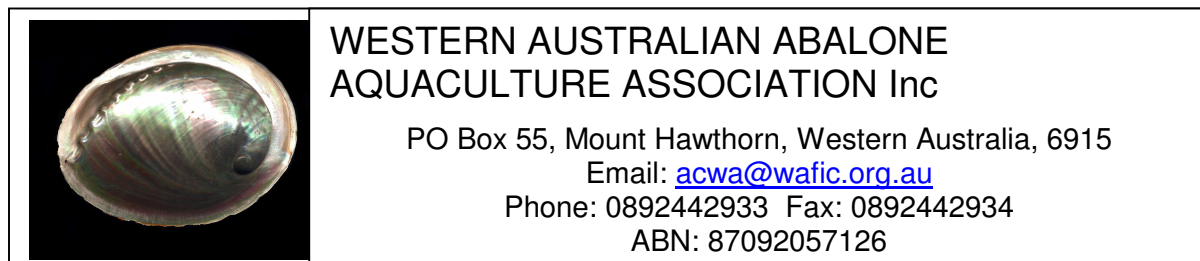 WESTERN AUSTRALIAN ABALONE
AQUACULTURE ASSOCIATION Inc
PO Box 55, Mount Hawthorn, Western Australia, 6915
Email: acwa@wafic.org.au
Phone: 0892442933 Fax: 0892442934
ABN: 87092057126